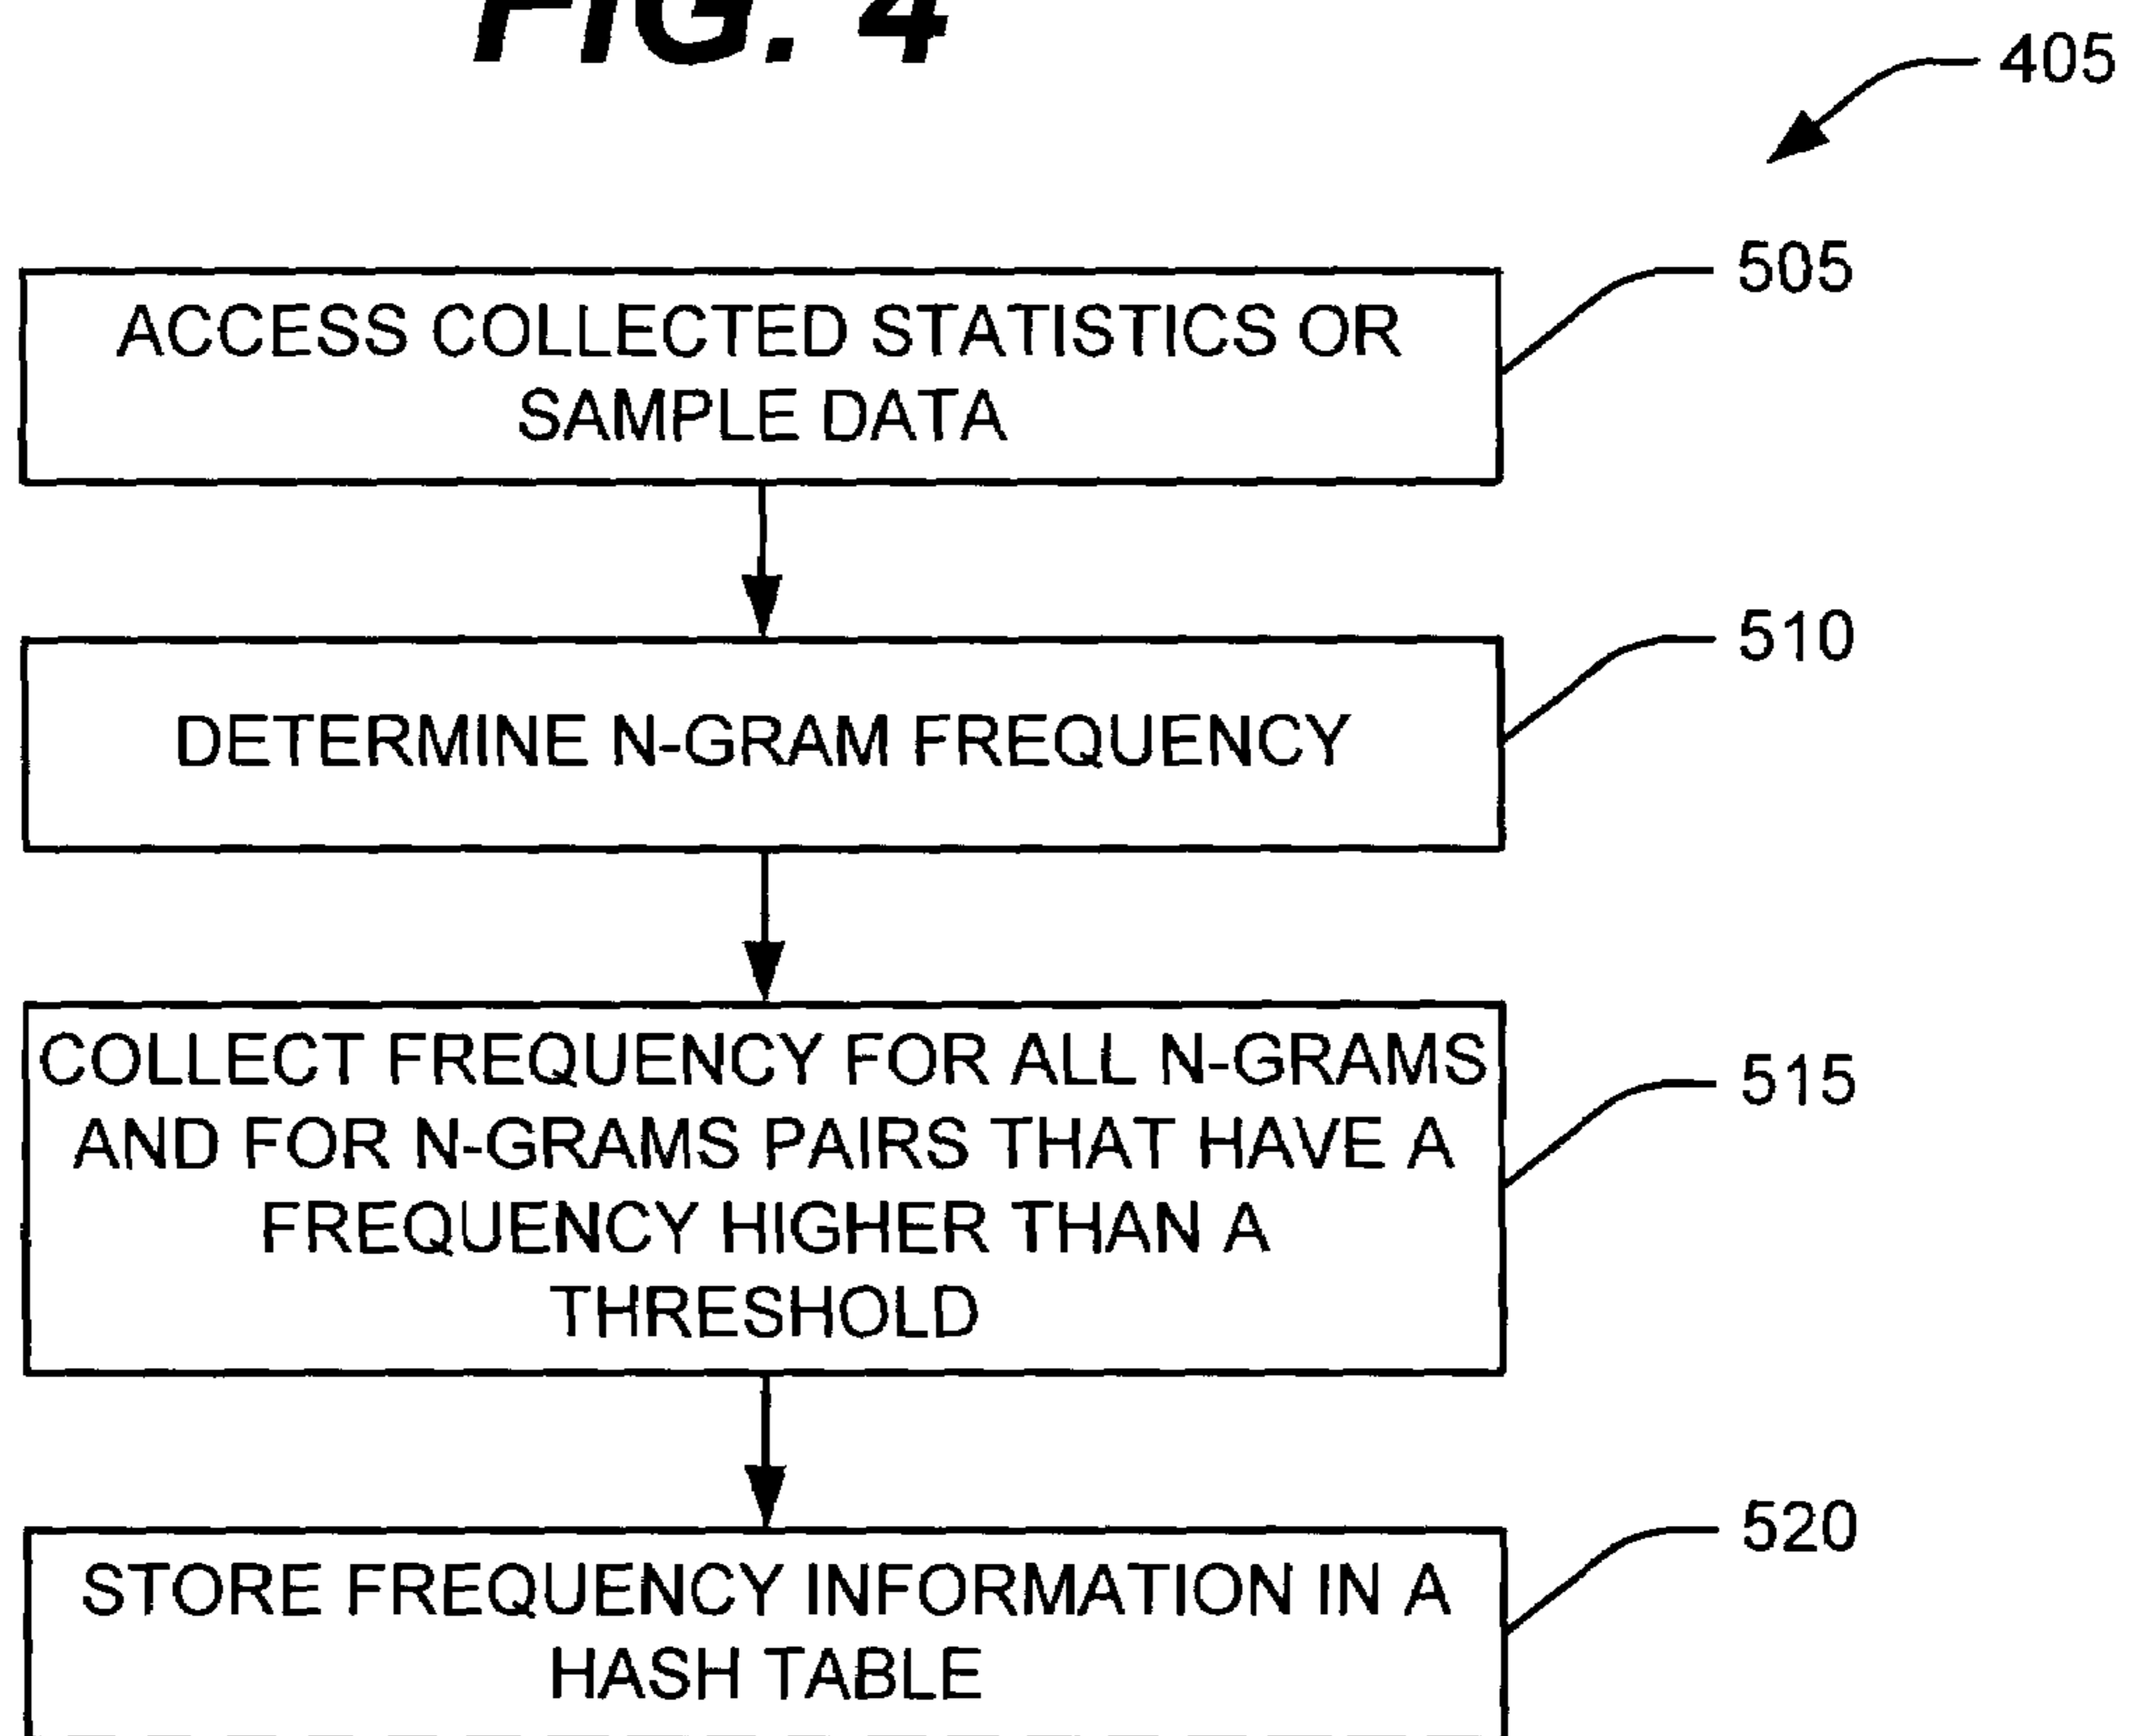 FIG. 4
405
505
ACCESS COLLECTED STATISTICS OR
SAMPLE DATA
510
DETERMINE N-GRAM FREQUENCY
COLLECT FREQUENCY FOR ALL N-GRAMS
515
AND FOR N-GRAMS PAIRS THAT HAVE A
FREQUENCY HIGHER THAN A
THRESHOLD
520
STORE FREQUENCY INFORMATION IN A
HASH TABLE